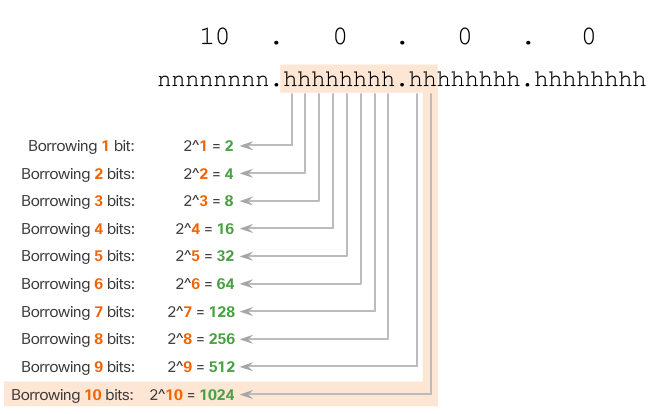 10 . 0 . 0 . 0
nnnnnnnn.hhhhhhhh.hhhhhhhh.hhhhhhhh
Borrowing 1 bit: 2^1 = 2
Borrowing 2 bits: 2^2 = 4
Borrowing 3 bits: 2^3 = 8
Borrowing 4 bits: 2^4 = 16
Borrowing 5 bits: 2^5 = 32
Borrowing 6 bits: 2^6 = 64
Borrowing 7 bits: 2^7 = 128
Borrowing 8 bits: 2^8 = 256
Borrowing 9 bits: 2^9 = 512
Borrowing 10 bits: 2^10 = 1024